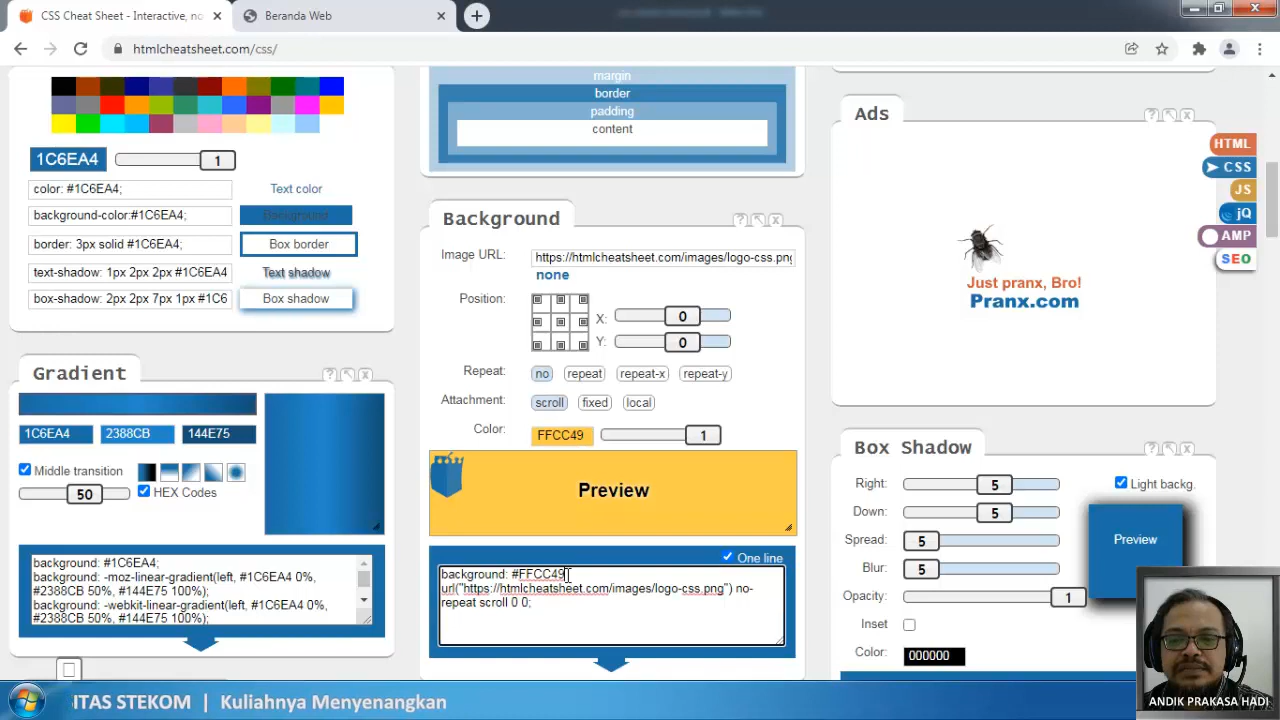 CSS Cheat Sheet - Interactive, no
Beranda Web
htmlcheatsheet.com/css/
1C6EA4
1
color: #1C6EA4;
Text color
background-color:#1C6EA4;
Background
border: 3px solid #1C6EA4;
Box border
text-shadow: 1px 2px 2px #1C6EA4
Text shadow
box-shadow: 2px 2px 7px 1px #1C6
Box shadow
Gradient
? x
1C6EA4 2388CB 144E75
Middle transition
50
HEX Codes
background: #1C6EA4;
background: -moz-linear-gradient(left, #1C6EA4 0%,
#2388CB 50%, #144E75 100%);
background: -webkit-linear-gradient(left, #1C6EA4 0%,
#2388CB 50%, #144E75 100%);
margin
border
padding
content
Background
? x
Image URL:
https://htmlcheatsheet.com/images/logo-css.png
none
Position:
X: 0
Y: 0
Repeat: no repeat repeat-x repeat-y
Attachment: scroll fixed local
Color: FFCC49 1
Preview
One line
background: #FFCC49
url("https://htmlcheatsheet.com/images/logo-css.png") no-
repeat scroll 0 0;
Ads
? x
Just pranx, Bro!
Pranx.com
HTML
CSS
JS
jQ
AMP
SEO
Box Shadow
? x
Right: 5
Light backg.
Down: 5
Spread: 5
Blur: 5
Opacity: 1
Inset
Color: 000000
Preview
ITAS STEKOM | Kuliahnya Menyenangkan
ANDIK PRAKASA HADI